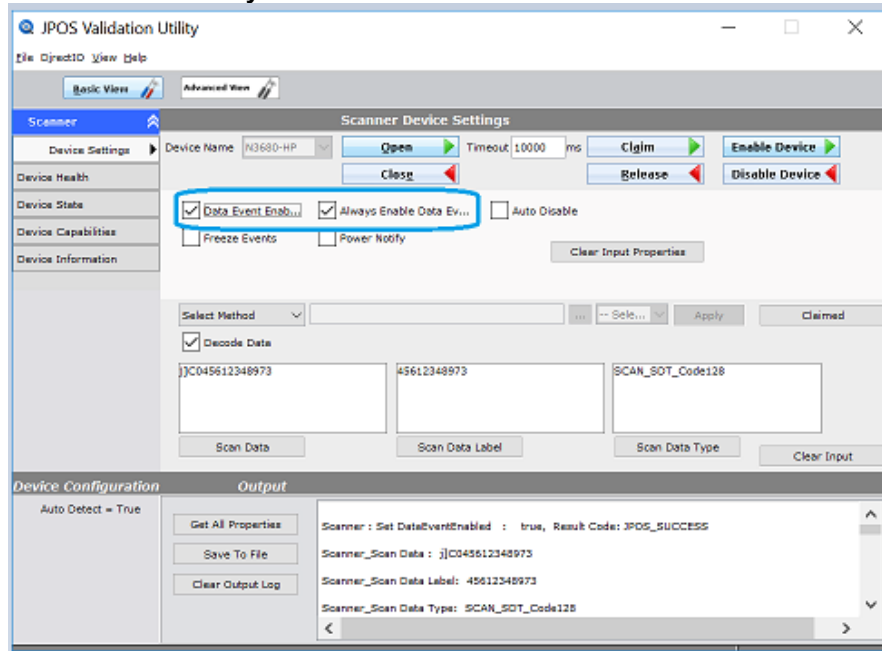 JPOS Validation Utility
File DirectIO View Help
Basic View Advanced View
Scanner Scanner Device Settings
Device Settings Device Name N3680-HP Open Timeout 10000 ms Claim Enable Device
Device Health Close Release Disable Device
Device State Data Event Enab... Always Enable Data Ev... Auto Disable
Device Capabilities Freeze Events Power Notify
Device Information Clear Input Properties
Select Method ... -- Sele... Apply Claimed
Decode Data
j]C045612348973 45612348973 SCAN_SDT_Code128
Scan Data Scan Data Label Scan Data Type Clear Input
Device Configuration Output
Auto Detect = True
Get All Properties Scanner : Set DataEventEnabled : true, Result Code: JPOS_SUCCESS
Save To File Scanner_Scan Data : j]C045612348973
Clear Output Log Scanner_Scan Data Label: 45612348973
Scanner_Scan Data Type: SCAN_SDT_Code128